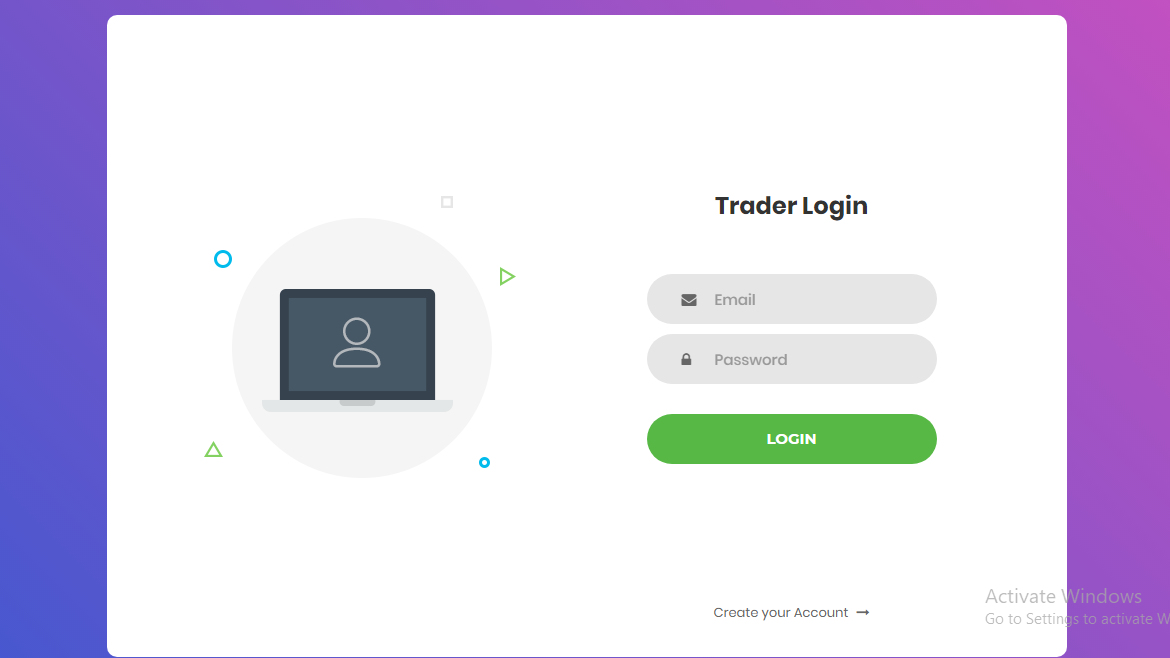 Trader Login
Email
Password
LOGIN
Create your Account
Activate Windows
Go to Settings to activate W